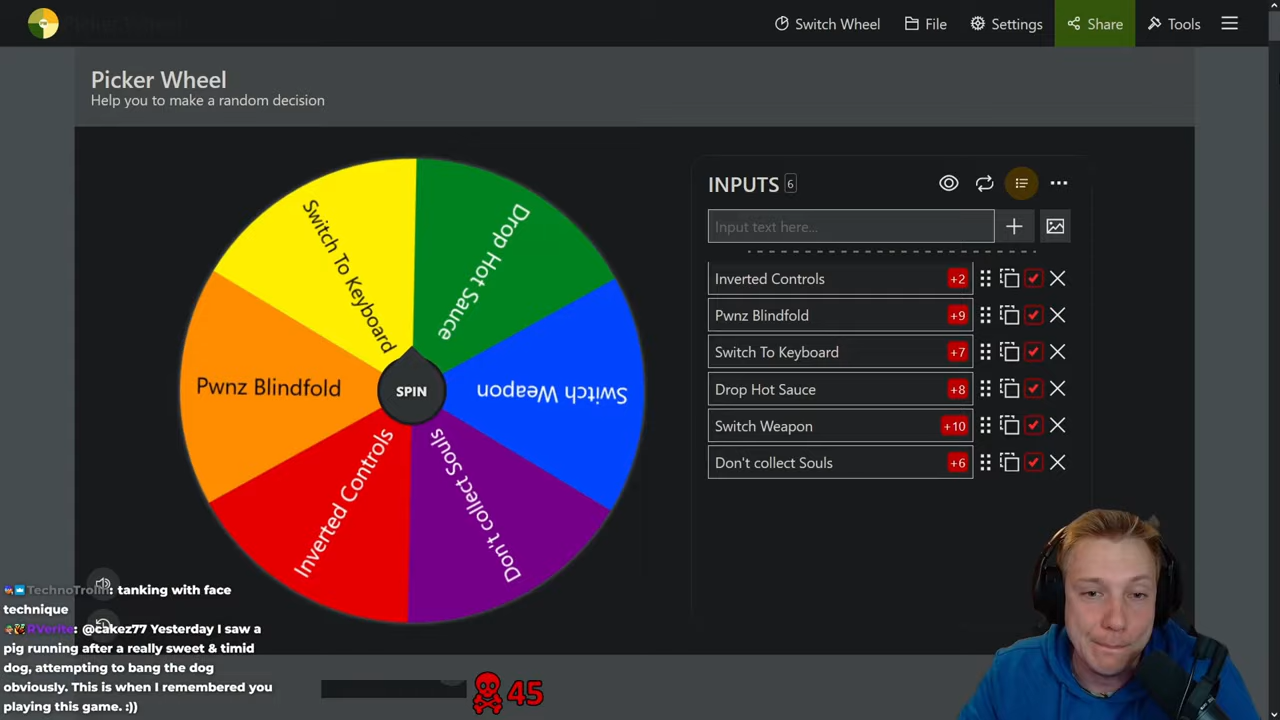 Switch Wheel
File
Settings
Share
Tools
Picker Wheel
Help you to make a random decision
Switch To Keyboard
Drop Hot Sauce
Pwnz Blindfold
SPIN
Switch Weapon
Inverted Controls
Don't collect Souls
INPUTS 6
Input text here...
Inverted Controls +2
Pwnz Blindfold +9
Switch To Keyboard +7
Drop Hot Sauce +8
Switch Weapon +10
Don't collect Souls +6
: tanking with face
technique
RVerite: @cakez77 Yesterday I saw a
pig running after a really sweet & timid
dog, attempting to bang the dog
obviously. This is when I remembered you
playing this game. :))
45